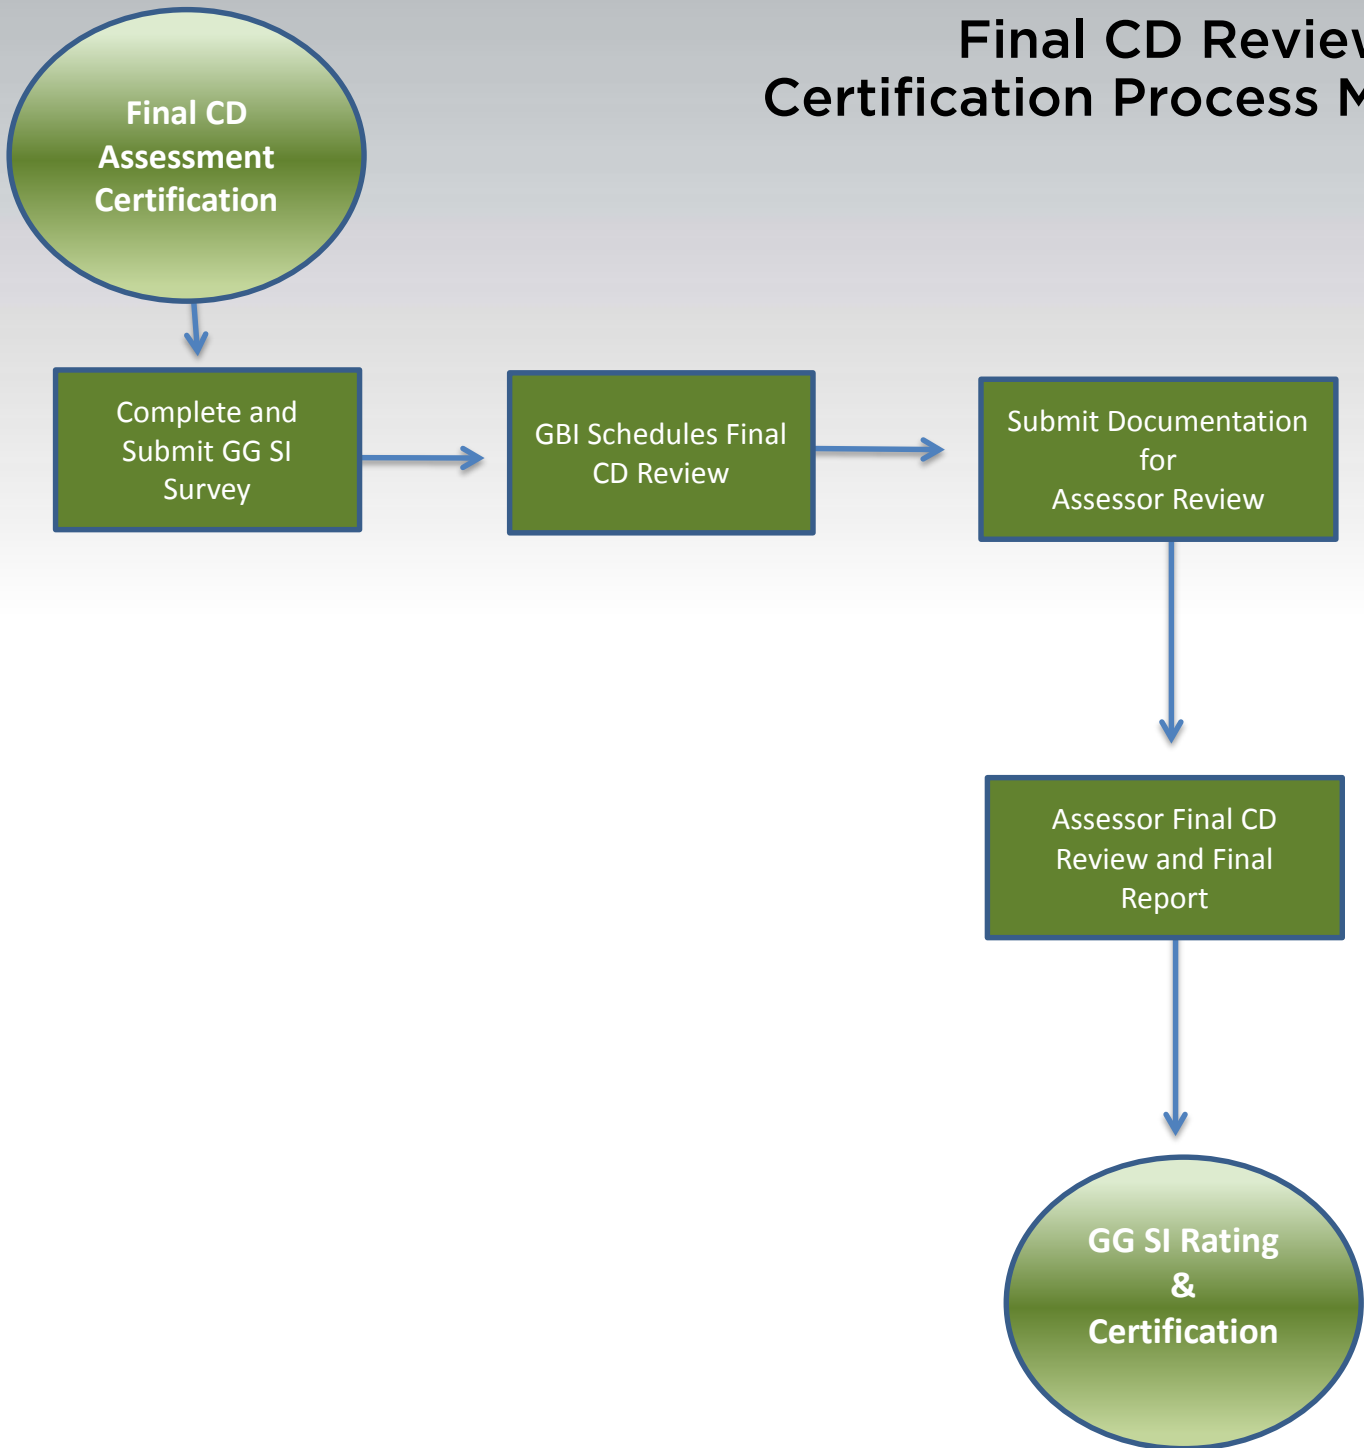 Final CD Review
Certification Process M
Final CD
Assessment
Certification
Complete and
Submit GG SI
Survey
GBI Schedules Final
CD Review
Submit Documentation
for
Assessor Review
Assessor Final CD
Review and Final
Report
GG SI Rating
&
Certification